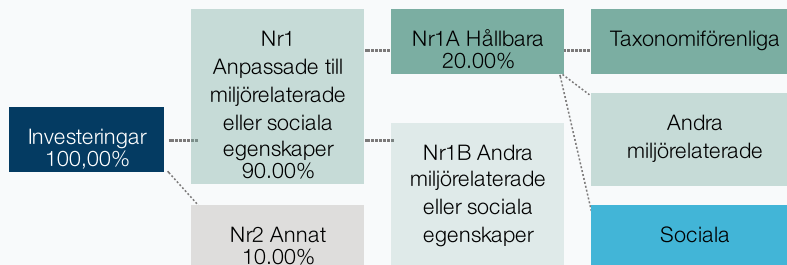 Investeringar
100,00%
Nr1
Anpassade till
miljörelaterade
eller sociala
egenskaper
90.00%
Nr2 Annat
10.00%
Nr1A Hållbara
20.00%
Nr1B Andra
miljörelaterade
eller sociala
egenskaper
Taxonomiförenliga
Andra
miljörelaterade
Sociala